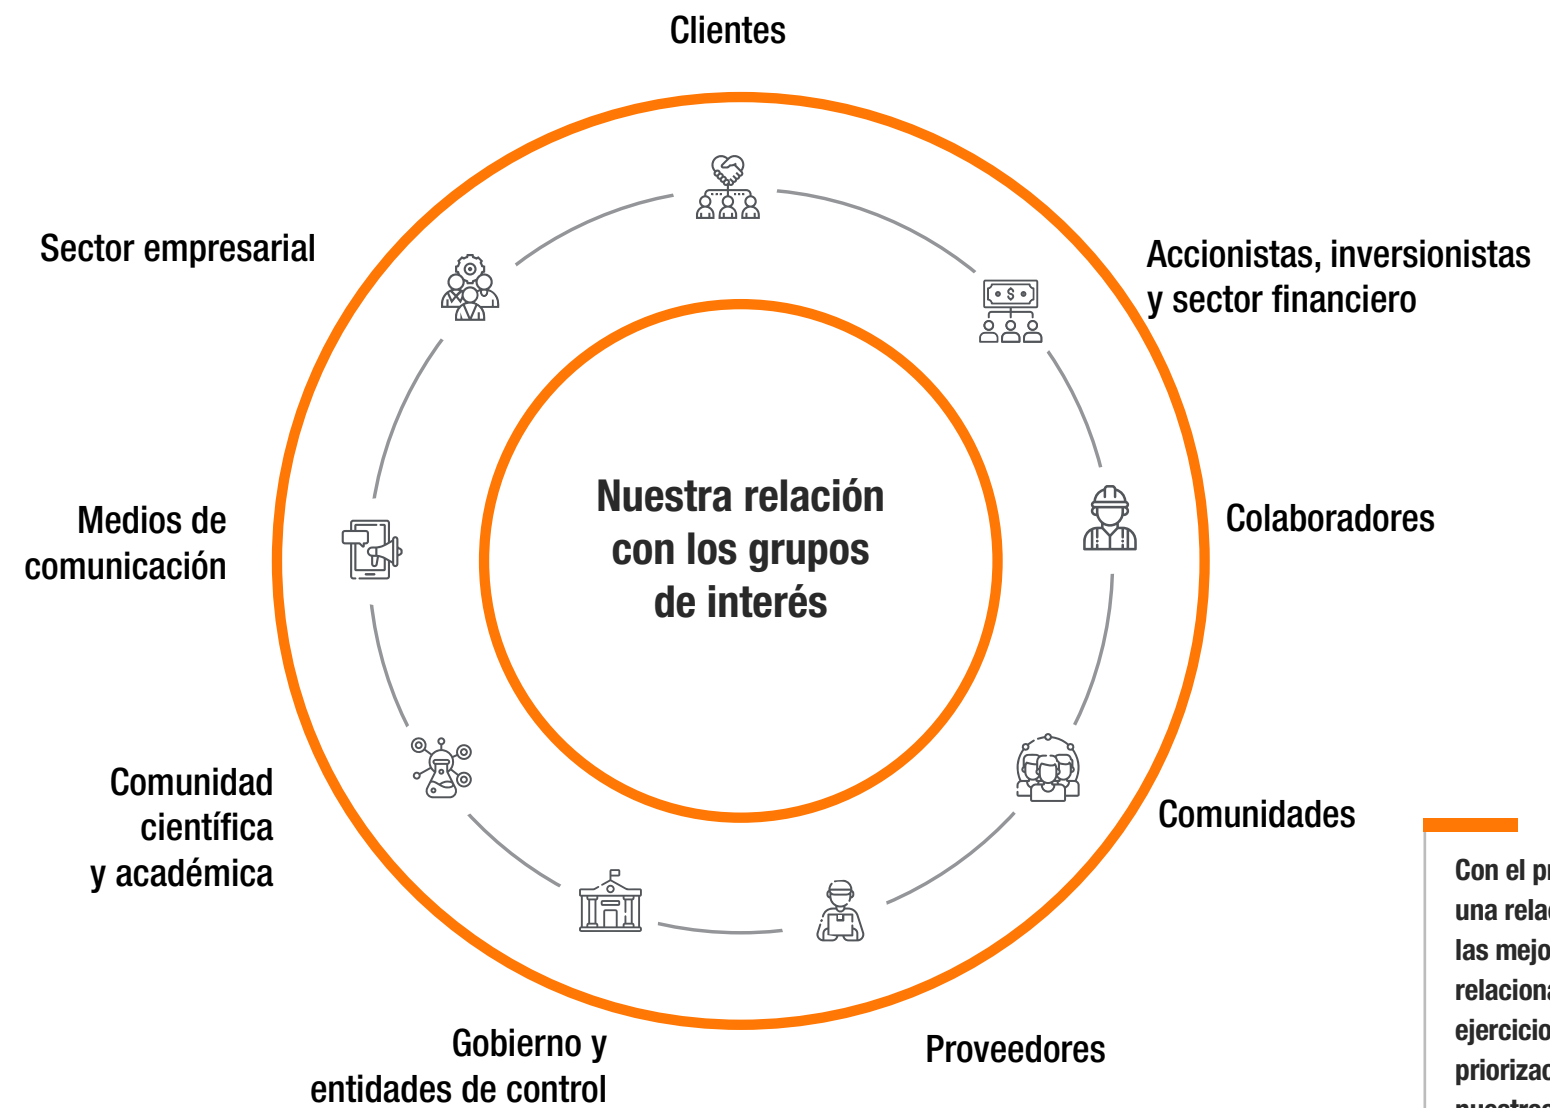 Clientes
Sector empresarial
Accionistas, inversionistas
y sector financiero
Nuestra relación
con los grupos
de interés
Medios de
comunicación
Colaboradores
Comunidad
científica
y académica
Comunidades
Gobierno y
entidades de control
Proveedores
Con el
una
las
ejercicio